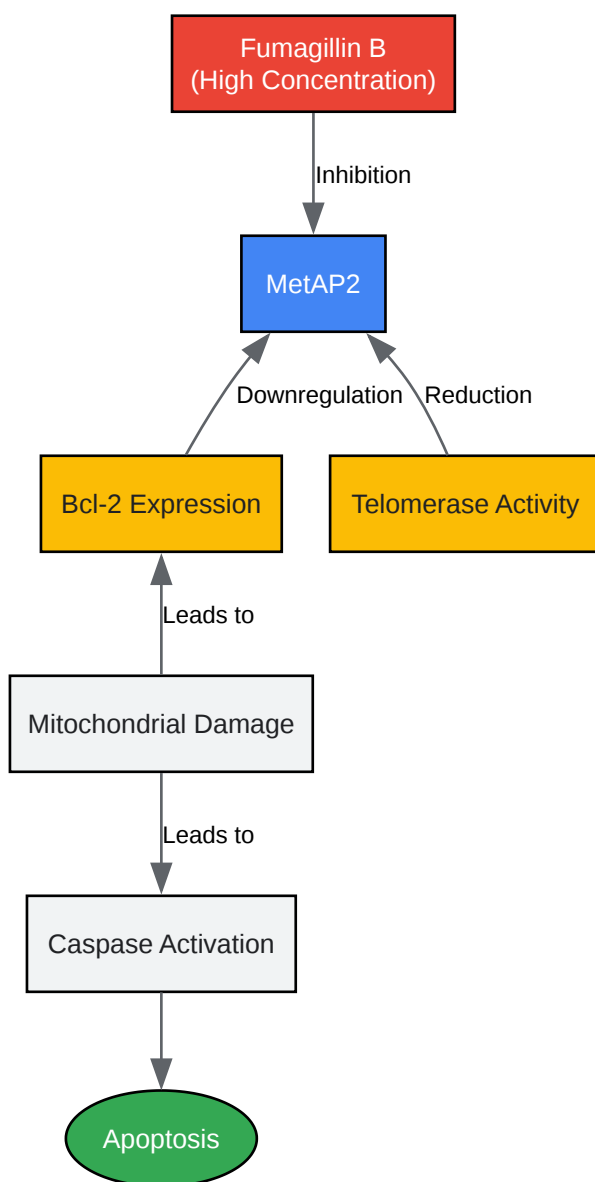 Fumagillin B
(High Concentration)
Inhibition
MetAP2
Downregulation
Reduction
Bcl-2 Expression
Telomerase Activity
Leads to
Mitochondrial Damage
Leads to
Caspase Activation
Apoptosis